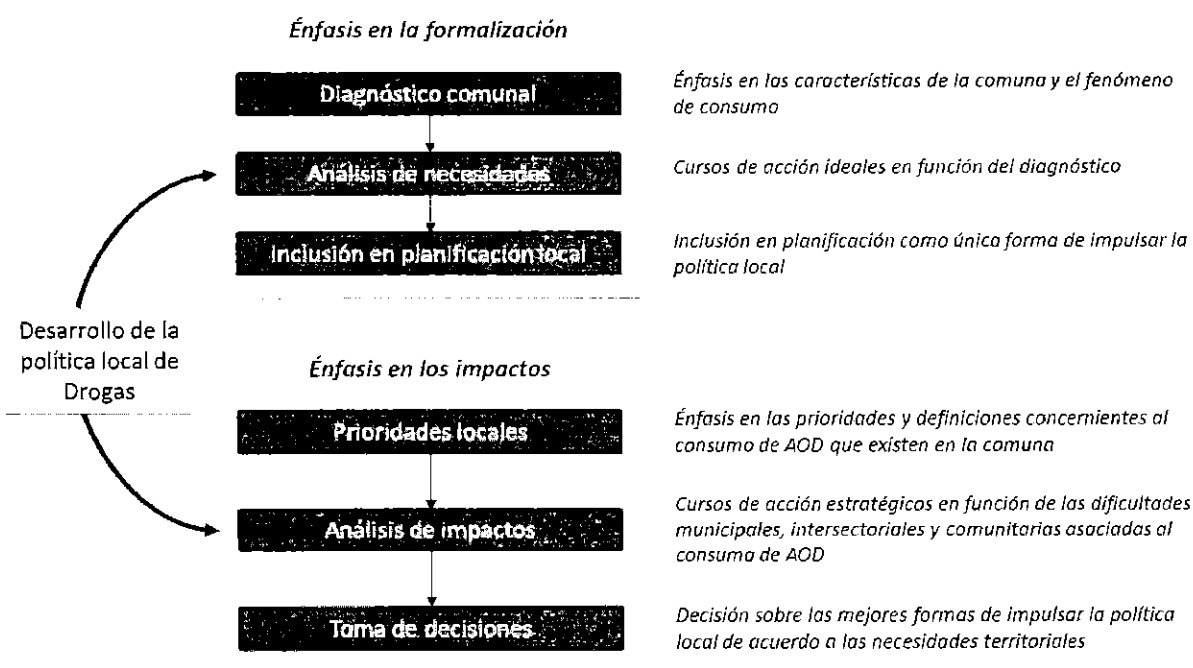 Énfasis en la formalización
Diagnóstico comunal
Énfasis en las características de la comuna y el fenómeno
de consumo
Análisis de necesidades
Cursos de acción ideales en función del diagnóstico
Inclusión en planificación local
Inclusión en planificación como única forma de impulsar la
política local
Desarrollo de la
política local de
Drogas
Énfasis en los impactos
Prioridades locales
Énfasis en las prioridades y definiciones concernientes al
consumo de AOD que existen en la comuna
Análisis de impactos
Cursos de acción estratégicos en función de las dificultades
municipales, intersectoriales y comunitarias asociadas al
consumo de AOD
Toma de decisiones
Decisión sobre las mejores formas de impulsar la política
local de acuerdo a las necesidades territoriales